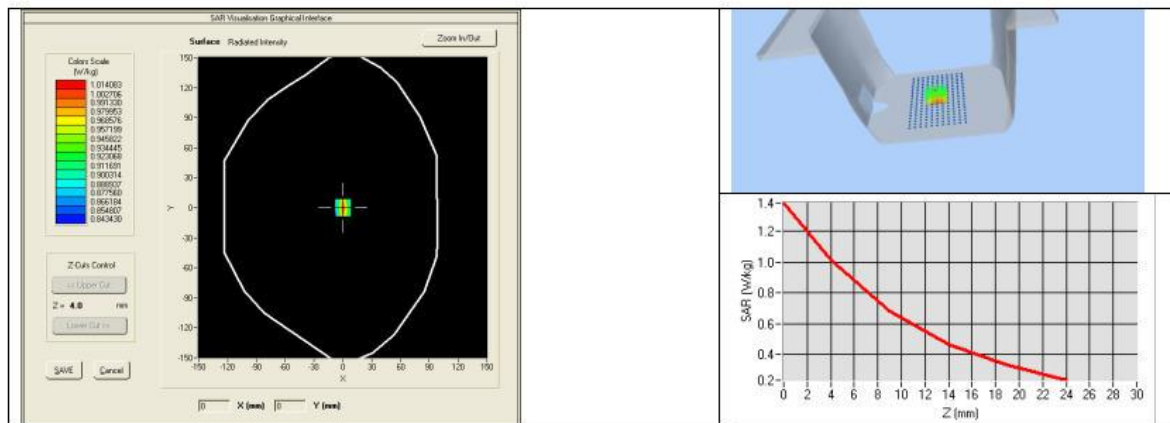 SAR Visualisation Graphical Interface
Surface Radiated Intensity
Zoom In/Out
Colors Scale
(W/kg)
1.014083
1.002706
0.991330
0.979953
0.968576
0.957199
0.945822
0.934445
0.923068
0.911691
0.900314
0.888937
0.877560
0.866184
0.854807
0.843430
Z-Cuts Control
<< Upper Cut
Z = 4.0 mm
Lower Cut >>
SAVE Cancel
150
120
90
60
30
0
-30
-60
-90
-120
-150
Y
-150 -120 -90 -60 -30 0 30 60 90 120 150
X
0 X (mm) 0 Y (mm)
1.4
1.2
1.0
0.8
0.6
0.4
0.2
SAR (W/kg)
0 2 4 6 8 10 12 14 16 18 20 22 24 26 28 30
Z (mm)